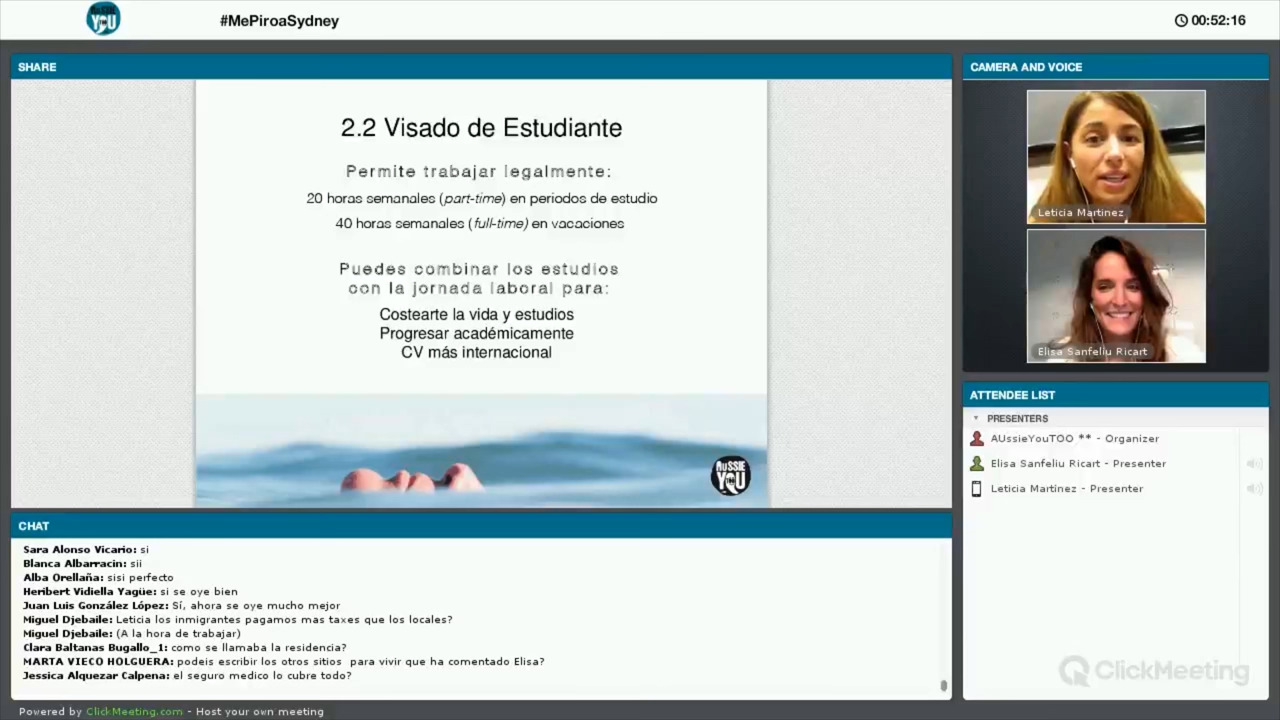 AUSSIE
YOU
TOO
#MePiroaSydney
00:52:16
SHARE
2.2 Visado de Estudiante
Permite trabajar legalmente:
20 horas semanales (part-time) en periodos de estudio
40 horas semanales (full-time) en vacaciones
Puedes combinar los estudios
con la jornada laboral para:
Costearte la vida y estudios
Progresar académicamente
CV más internacional
AUSSIE
YOU
TOO
CAMERA AND VOICE
Leticia Martinez
Elisa Sanfeliu Ricart
ATTENDEE LIST
PRESENTERS
AUssieYouTOO ** - Organizer
Elisa Sanfeliu Ricart - Presenter
Leticia Martinez - Presenter
CHAT
Sara Alonso Vicario: si
Blanca Albarracin: sii
Alba Orellaña: sisi perfecto
Heribert Vidiella Yagüe: si se oye bien
Juan Luis González López: Sí, ahora se oye mucho mejor
Miguel Djebaile: Leticia los inmigrantes pagamos mas taxes que los locales?
Miguel Djebaile: (A la hora de trabajar)
Clara Baltanas Bugallo_1: como se llamaba la residencia?
MARTA VIECO HOLGUERA: podeis escribir los otros sitios  para vivir que ha comentado Elisa?
Jessica Alquezar Calpena: el seguro medico lo cubre todo?
ClickMeeting
Powered by ClickMeeting.com - Host your own meeting